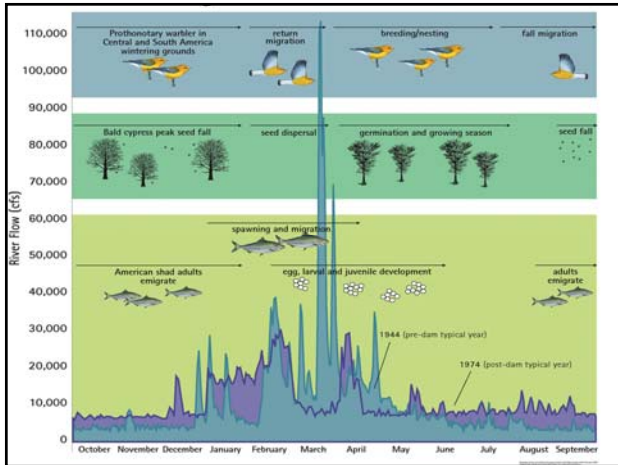 110,000
100,000
90,000
80,000
70,000
60,000
50,000
40,000
30,000
20,000
10,000
0
River Flow (cfs)
Prothonotary warbler in
Central and South America
wintering grounds
return
migration
breeding/nesting
fall migration
Bald cypress peak seed fall
seed dispersal
germination and growing season
seed fall
spawning and migration
American shad adults
emigrate
egg, larval and juvenile development
adults
emigrate
1944 (pre-dam typical year)
1974 (post-dam typical year)
October November December January February March April May June July August September